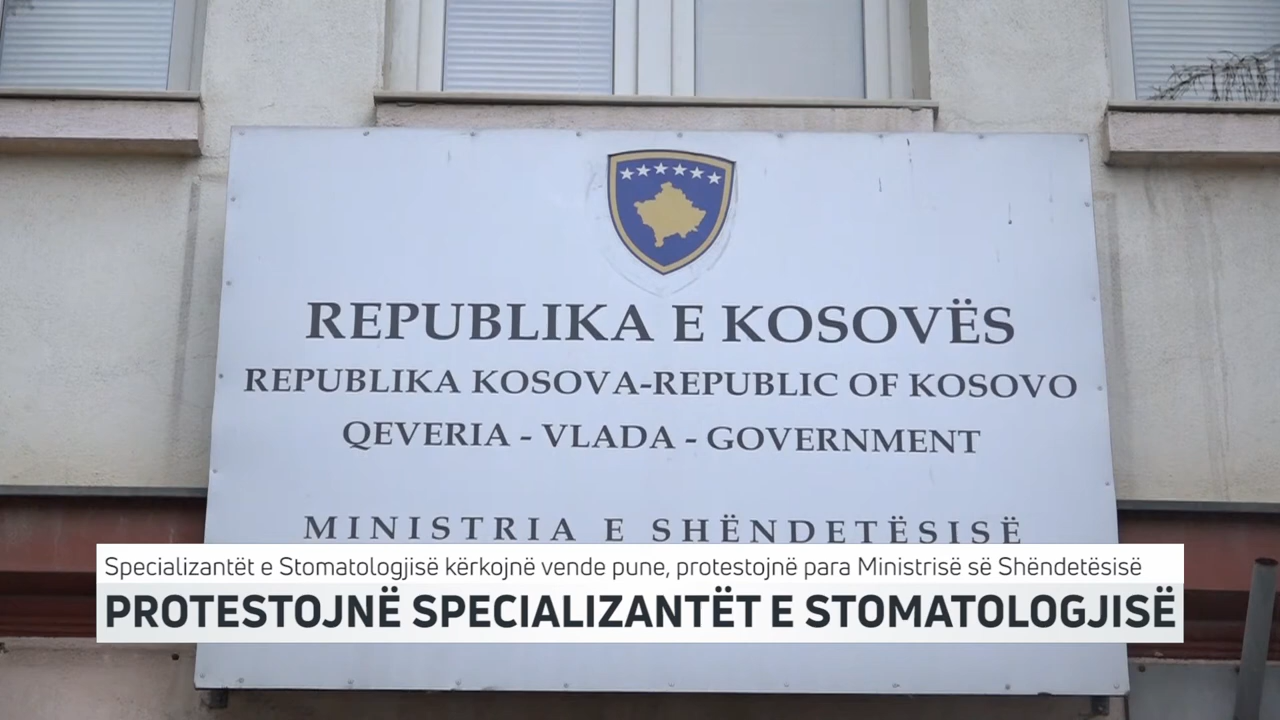 REPUBLIKA E KOSOVËS
REPUBLIKA KOSOVA-REPUBLIC OF KOSOVO
QEVERIA - VLADA - GOVERNMENT
MINISTRIA E SHËNDETËSISË
Specializantët e Stomatologjisë kërkojnë vende pune, protestojnë para Ministrisë së Shëndetësisë
PROTESTOJNË SPECIALIZANTËT E STOMATOLOGJISË